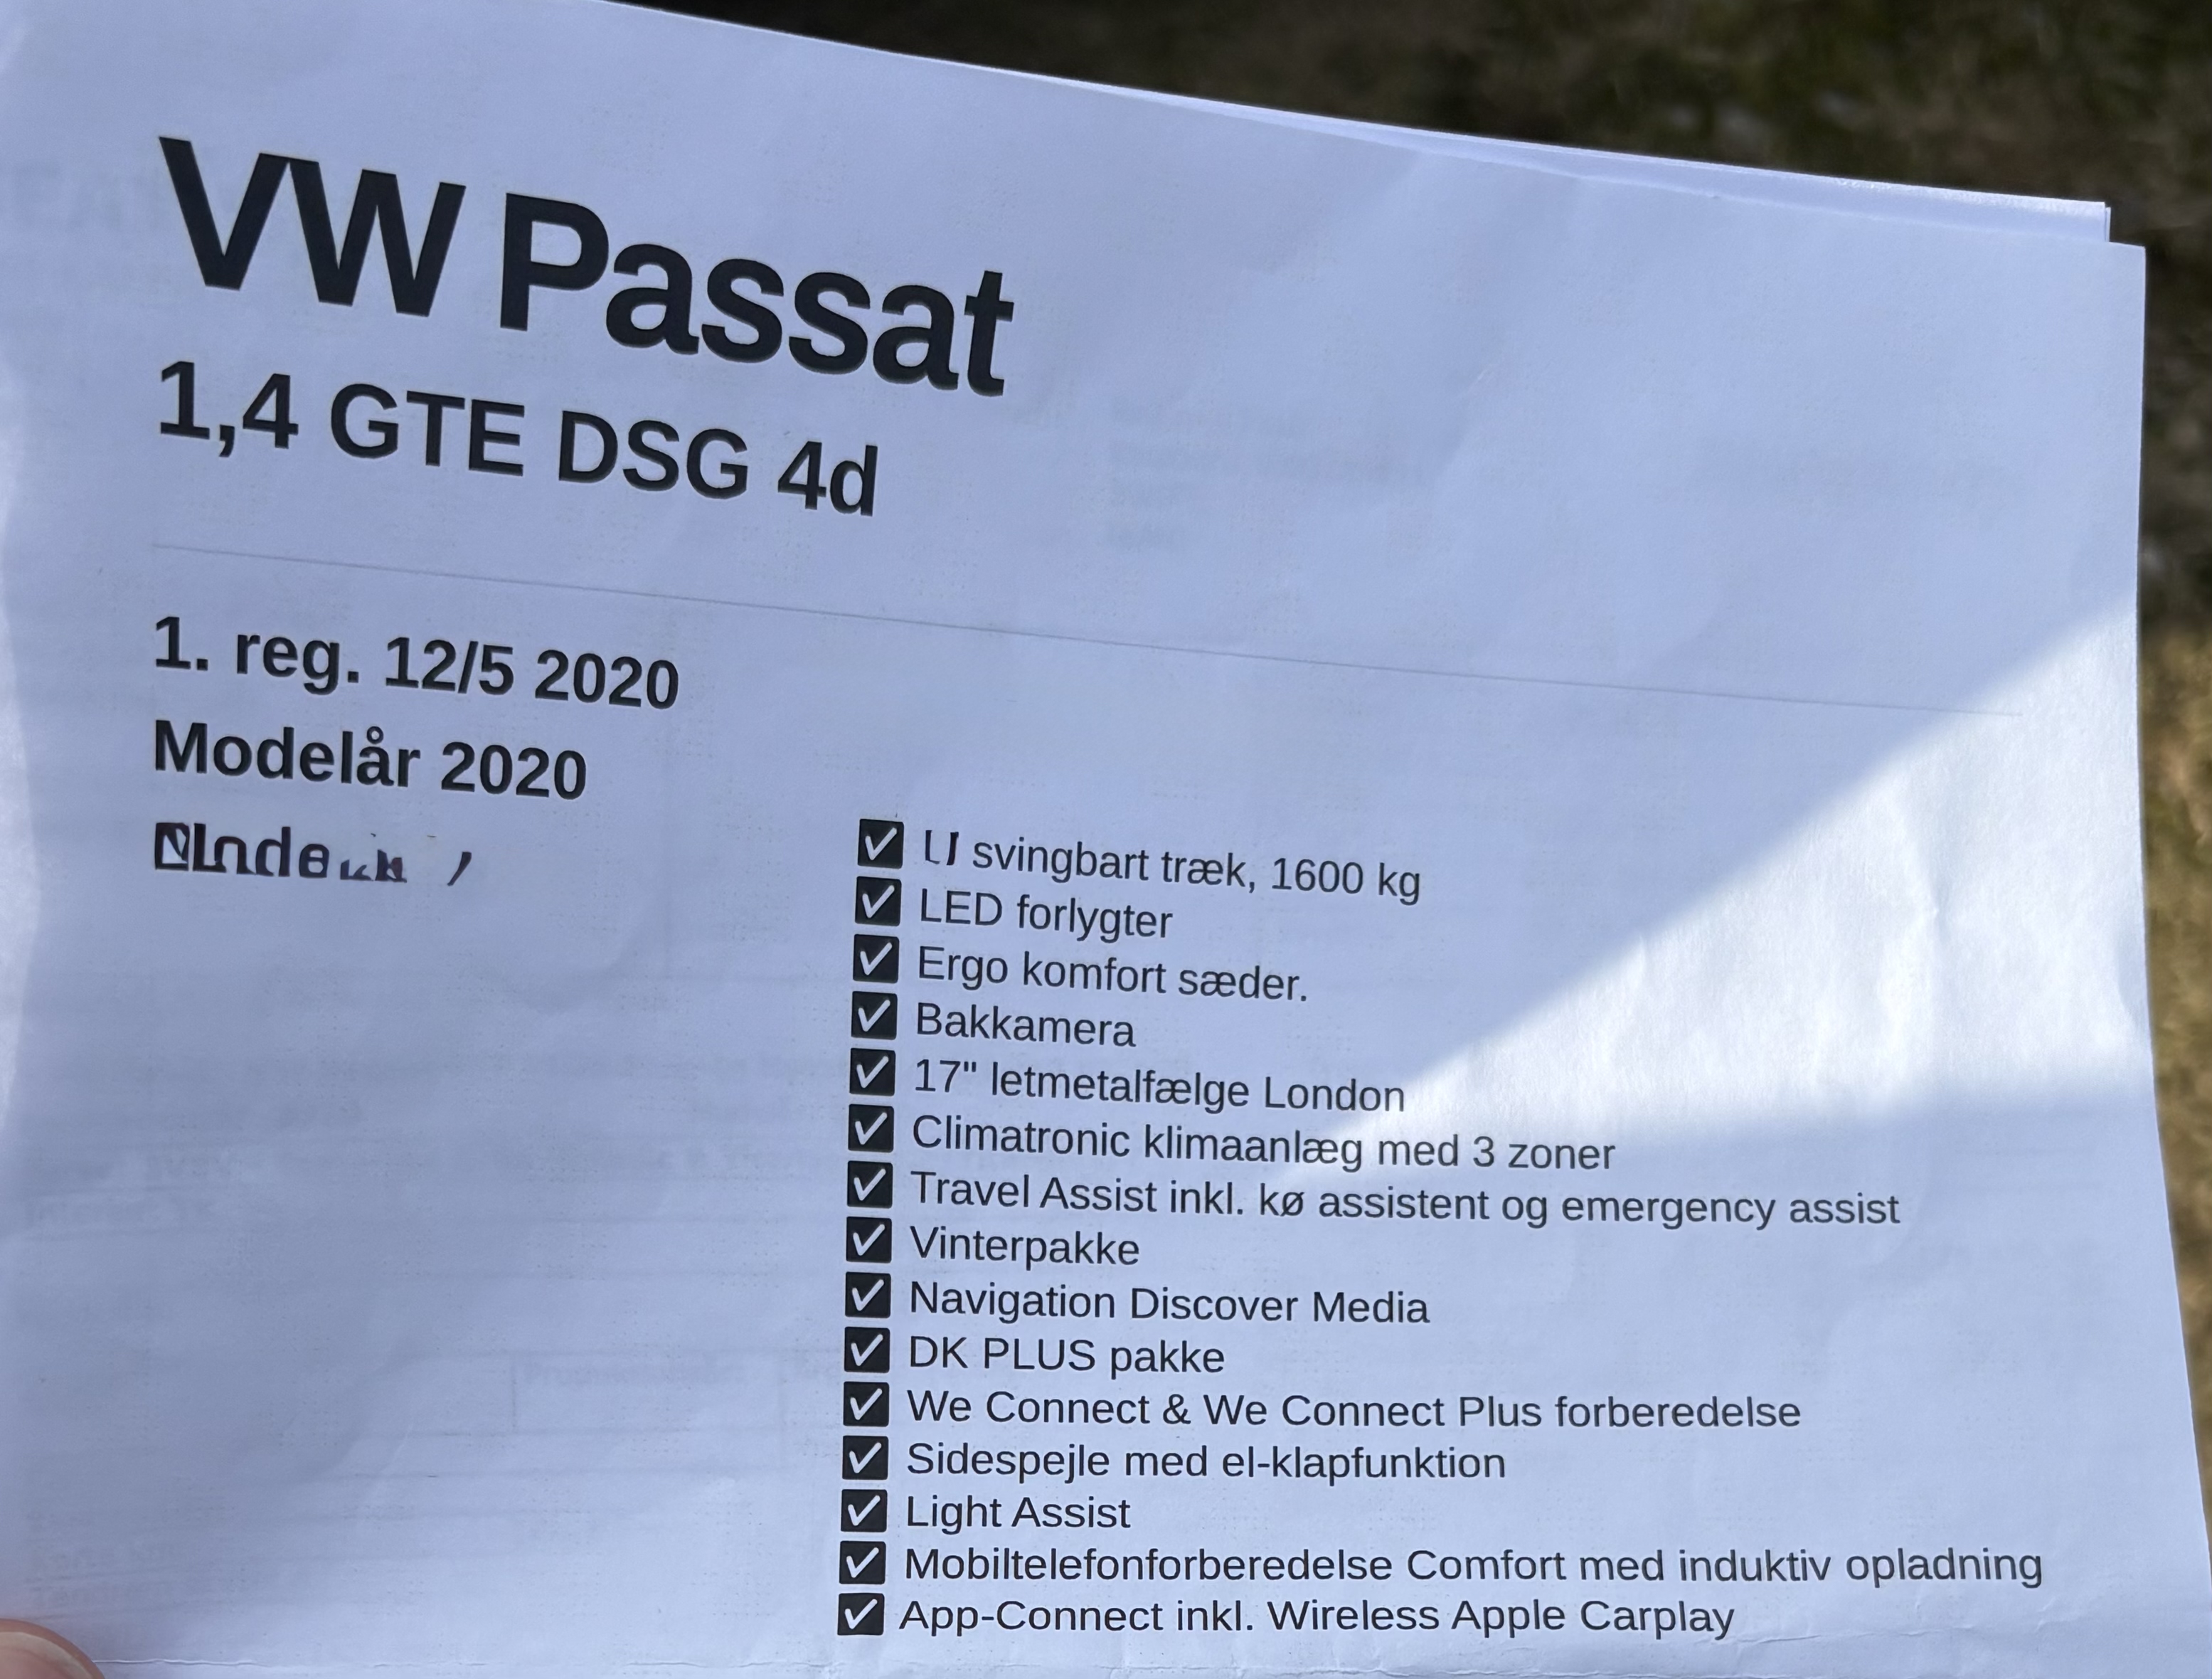 VW Passat
1,4 GTE DSG 4d
1. reg. 12/5 2020
Modelår 2020
svingbart træk, 1600 kg
LED forlygter
Ergo komfort sæder.
Bakkamera
17" letmetalfælge London
Climatronic klimaanlæg med 3 zoner
Travel Assist inkl. kø assistent og emergency assist
Vinterpakke
Navigation Discover Media
DK PLUS pakke
We Connect & We Connect Plus forberedelse
Sidespejle med el-klapfunktion
Light Assist
Mobiltelefonforberedelse Comfort med induktiv opladning
App-Connect inkl. Wireless Apple Carplay